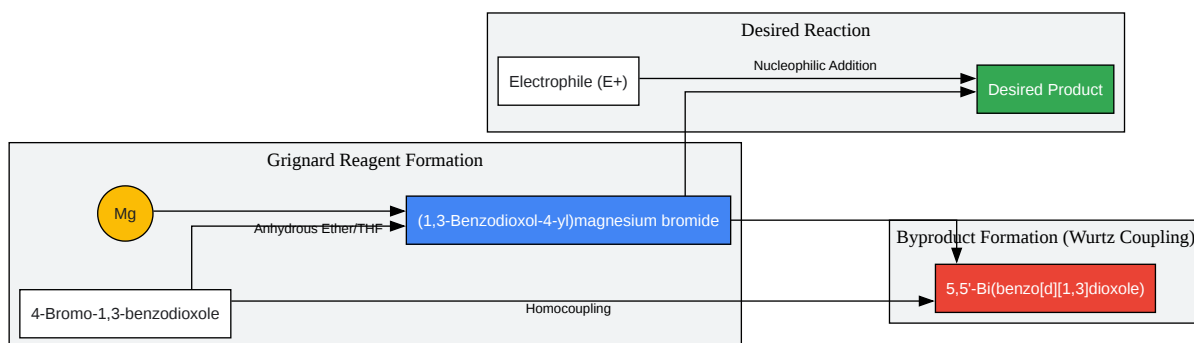 Desired Reaction
Electrophile (E+)
Nucleophilic Addition
Desired Product
Grignard Reagent Formation
Mg
Anhydrous Ether/THF
(1,3-Benzodioxol-4-yl)magnesium bromide
4-Bromo-1,3-benzodioxole
Homocoupling
Byproduct Formation (Wurtz Coupling)
5,5'-Bi(benzo[d][1,3]dioxole)